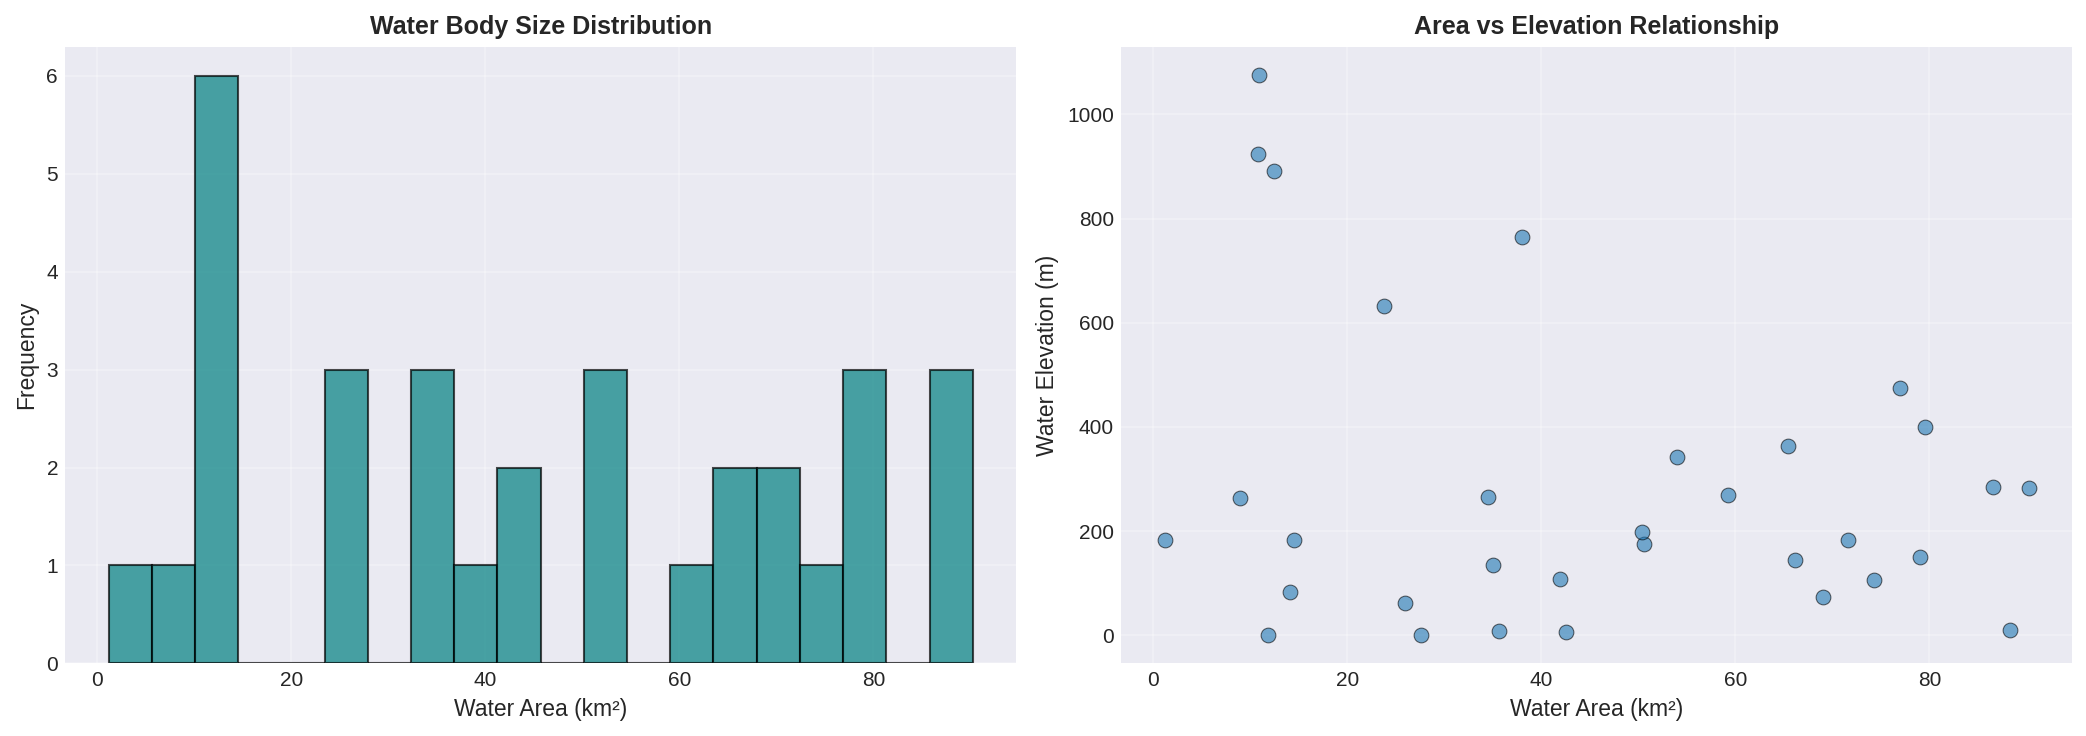 Water Body Size Distribution
6
5
4
3
2
1
0
Frequency
0 20 40 60 80
Water Area (km²)
Area vs Elevation Relationship
1000
800
600
400
200
0
Water Elevation (m)
0 20 40 60 80
Water Area (km²)